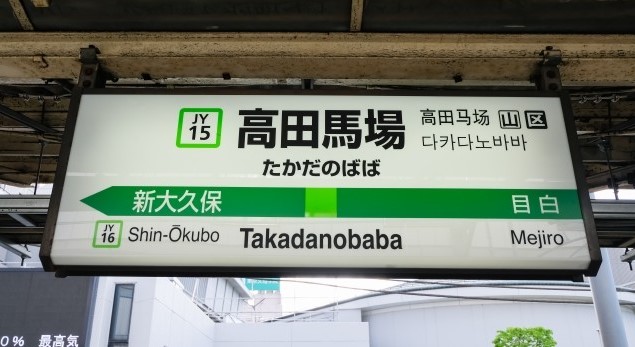 JY
15
高田馬場
高田马场 山 区
다카다노바바
たかだのばば
新大久保
目白
JY
16
Shin-Ōkubo
Takadanobaba
Mejiro
0% 最高気